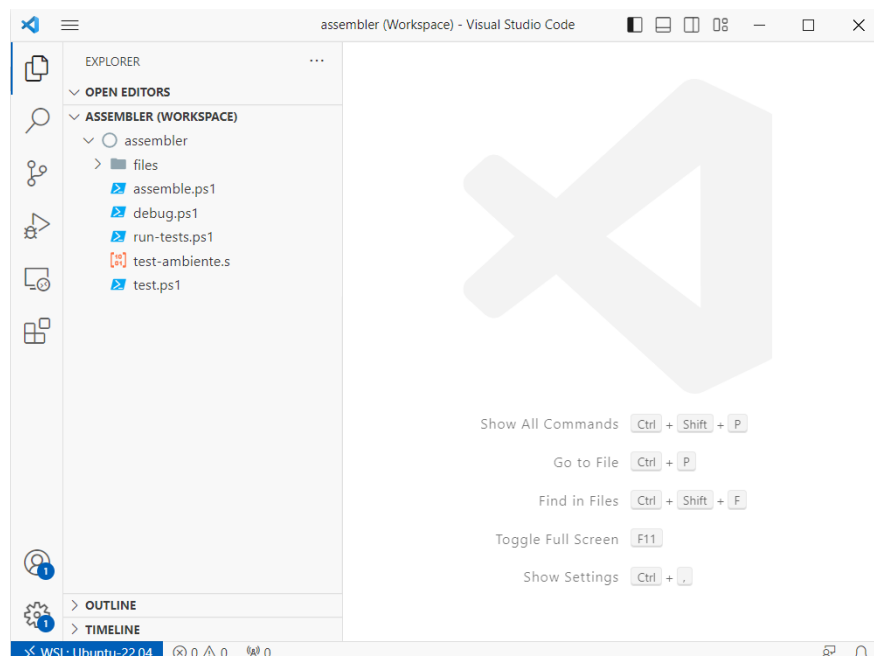 assembler (Workspace) - Visual Studio Code
EXPLORER
OPEN EDITORS
ASSEMBLER (WORKSPACE)
assembler
files
assemble.ps1
debug.ps1
run-tests.ps1
test-ambiente.s
test.ps1
Show All Commands Ctrl + Shift + P
Go to File Ctrl + P
Find in Files Ctrl + Shift + F
Toggle Full Screen F11
Show Settings Ctrl + ,
1
1
OUTLINE
TIMELINE
WSL: Ubuntu-22.04 0 0 0